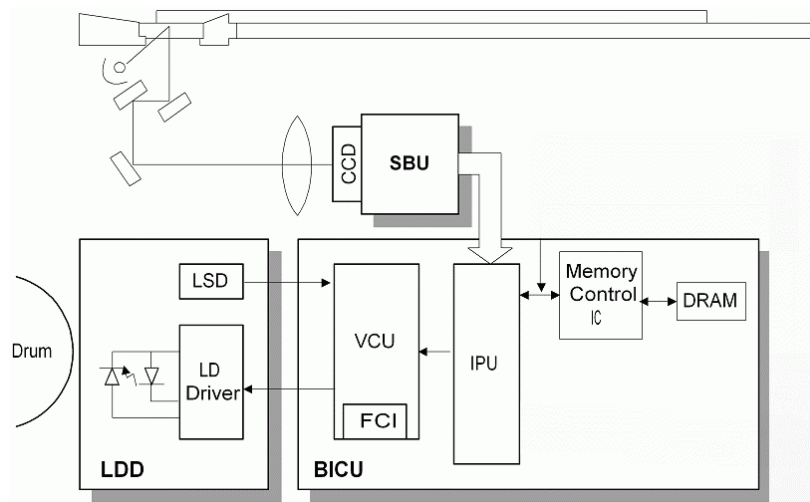 CCD
SBU
LSD
Drum
LD
Driver
LDD
VCU
FCI
IPU
Memory
Control
IC
DRAM
BICU